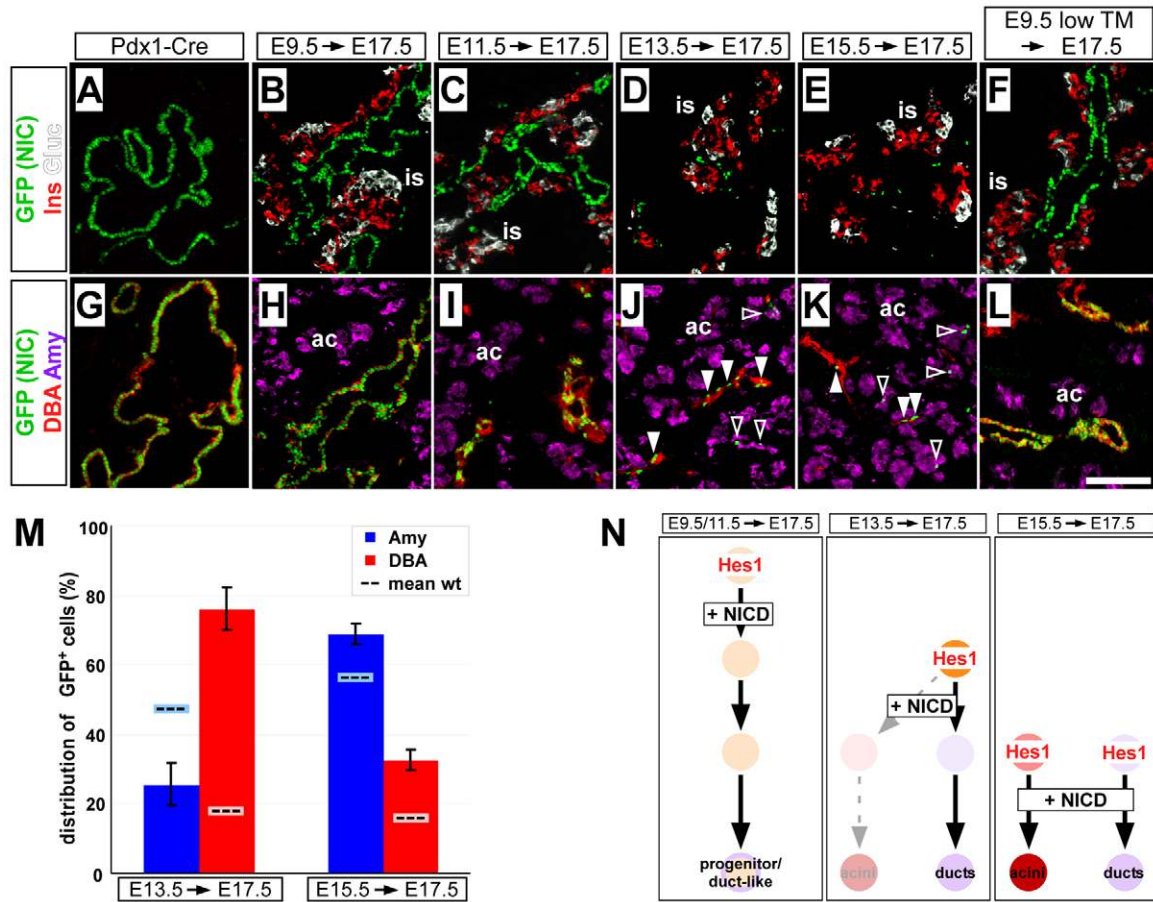 Pdx1-Cre
E9.5 → E17.5
E11.5 → E17.5
E13.5 → E17.5
E15.5 → E17.5
E9.5 low TM
→ E17.5
GFP (NIC)
Ins Gluc
A
B
is
C
is
D
is
E
is
F
is
GFP (NIC)
DBA Amy
G
H
ac
I
ac
J
ac
K
ac
L
ac
M
distribution of GFP+ cells (%)
100
80
60
40
20
0
Amy
DBA
mean wt
E13.5 → E17.5
E15.5 → E17.5
N
E9.5/11.5 → E17.5
E13.5 → E17.5
E15.5 → E17.5
Hes1
+ NICD
progenitor/
duct-like
Hes1
+ NICD
acini
ducts
Hes1
Hes1
+ NICD
acini
ducts